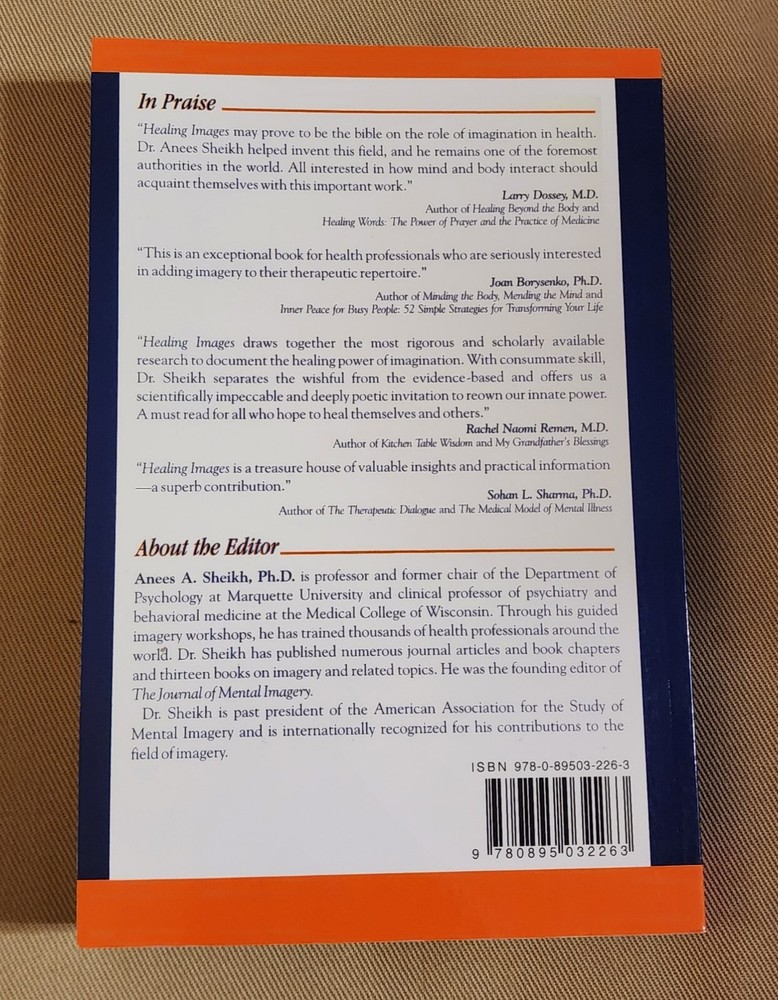 In Praise
“Healing Images may prove to be the bible on the role of imagination in health.
Dr. Anees Sheikh helped invent this field, and he remains one of the foremost
authorities in the world. All interested in how mind and body interact should
acquaint themselves with this important work.”
Larry Dossey, M.D.
Author of Healing Beyond the Body and
Healing Words: The Power of Prayer and the Practice of Medicine
“This is an exceptional book for health professionals who are seriously interested
in adding imagery to their therapeutic repertoire.”
Joan Borysenko, Ph.D.
Author of Minding the Body, Mending the Mind and
Inner Peace for Busy People: 52 Simple Strategies for Transforming Your Life
“Healing Images draws together the most rigorous and scholarly available
research to document the healing power of imagination. With consummate skill,
Dr. Sheikh separates the wishful from the evidence-based and offers us a
scientifically impeccable and deeply poetic invitation to reown our innate power.
A must read for all who hope to heal themselves and others.”
Rachel Naomi Remen, M.D.
Author of Kitchen Table Wisdom and My Grandfather's Blessings
“Healing Images is a treasure house of valuable insights and practical information
—a superb contribution.”
Sohan L. Sharma, Ph.D.
Author of The Therapeutic Dialogue and The Medical Model of Mental Illness
About the Editor
Anees A. Sheikh, Ph.D. is professor and former chair of the Department of
Psychology at Marquette University and clinical professor of psychiatry and
behavioral medicine at the Medical College of Wisconsin. Through his guided
imagery workshops, he has trained thousands of health professionals around the
world. Dr. Sheikh has published numerous journal articles and book chapters
and thirteen books on imagery and related topics. He was the founding editor of
The Journal of Mental Imagery.
Dr. Sheikh is past president of the American Association for the Study of
Mental Imagery and is internationally recognized for his contributions to the
field of imagery.
ISBN 978-0-89503-226-3
9 780895 032263